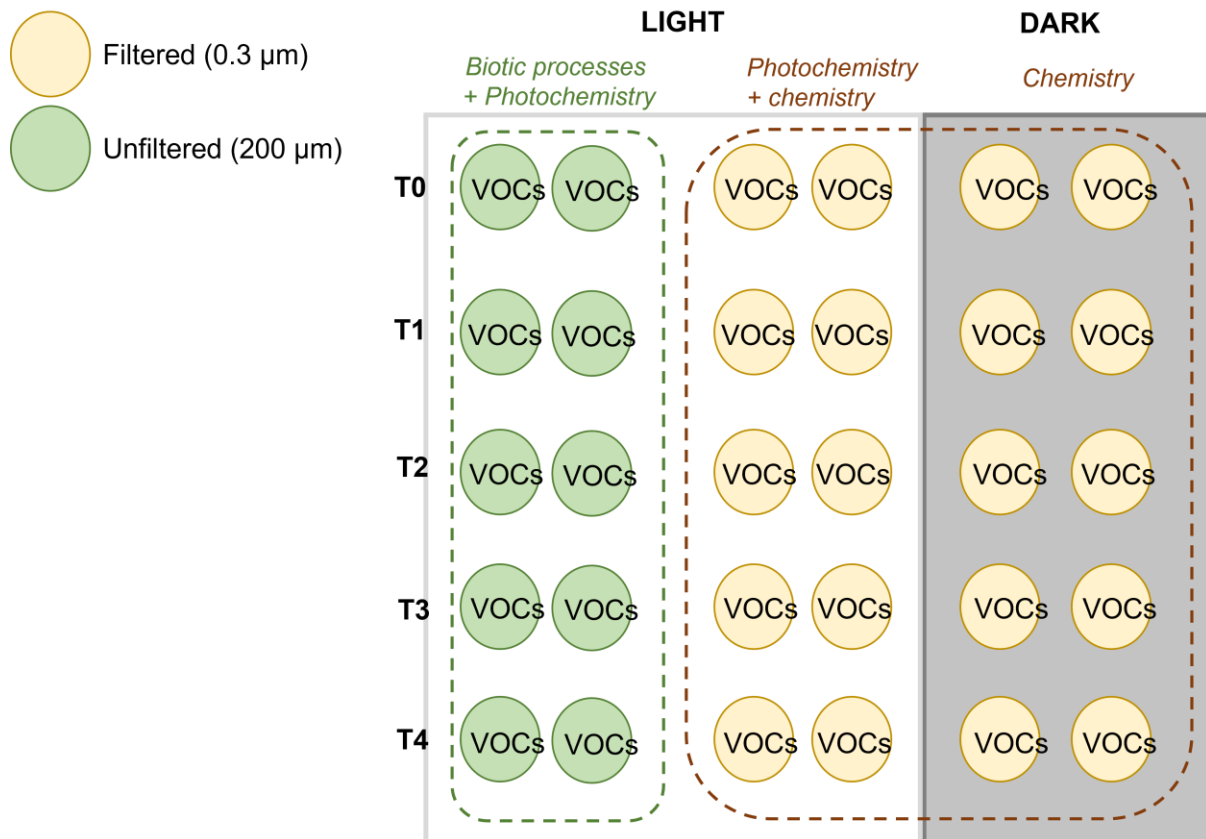 LIGHT
DARK
Filtered (0.3 µm)
Unfiltered (200 µm)
Biotic processes
+ Photochemistry
Photochemistry
+ chemistry
Chemistry
T0 VOCs VOCs VOCs VOCs VOCs VOCs
T1 VOCs VOCs VOCs VOCs VOCs VOCs
T2 VOCs VOCs VOCs VOCs VOCs VOCs
T3 VOCs VOCs VOCs VOCs VOCs VOCs
T4 VOCs VOCs VOCs VOCs VOCs VOCs